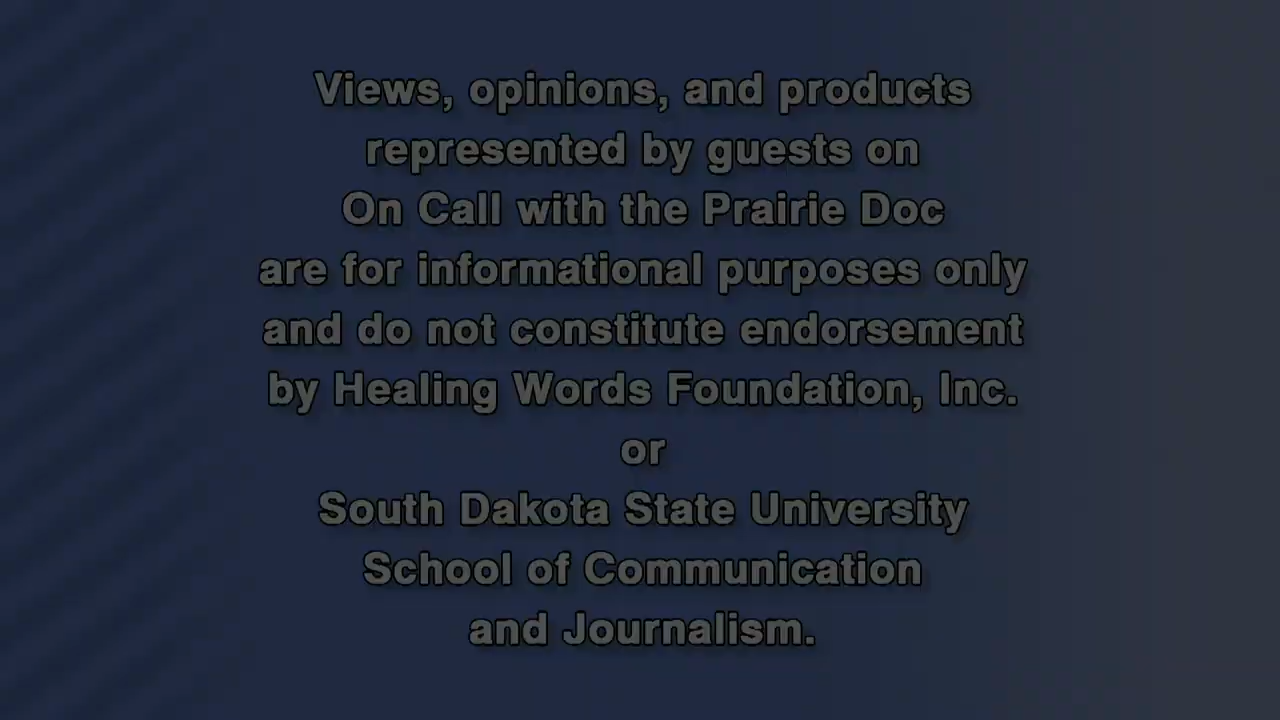 Views, opinions, and products
represented by guests on
On Call with the Prairie Doc
are for informational purposes only
and do not constitute endorsement
by Healing Words Foundation, Inc.
or
South Dakota State University
School of Communication
and Journalism.